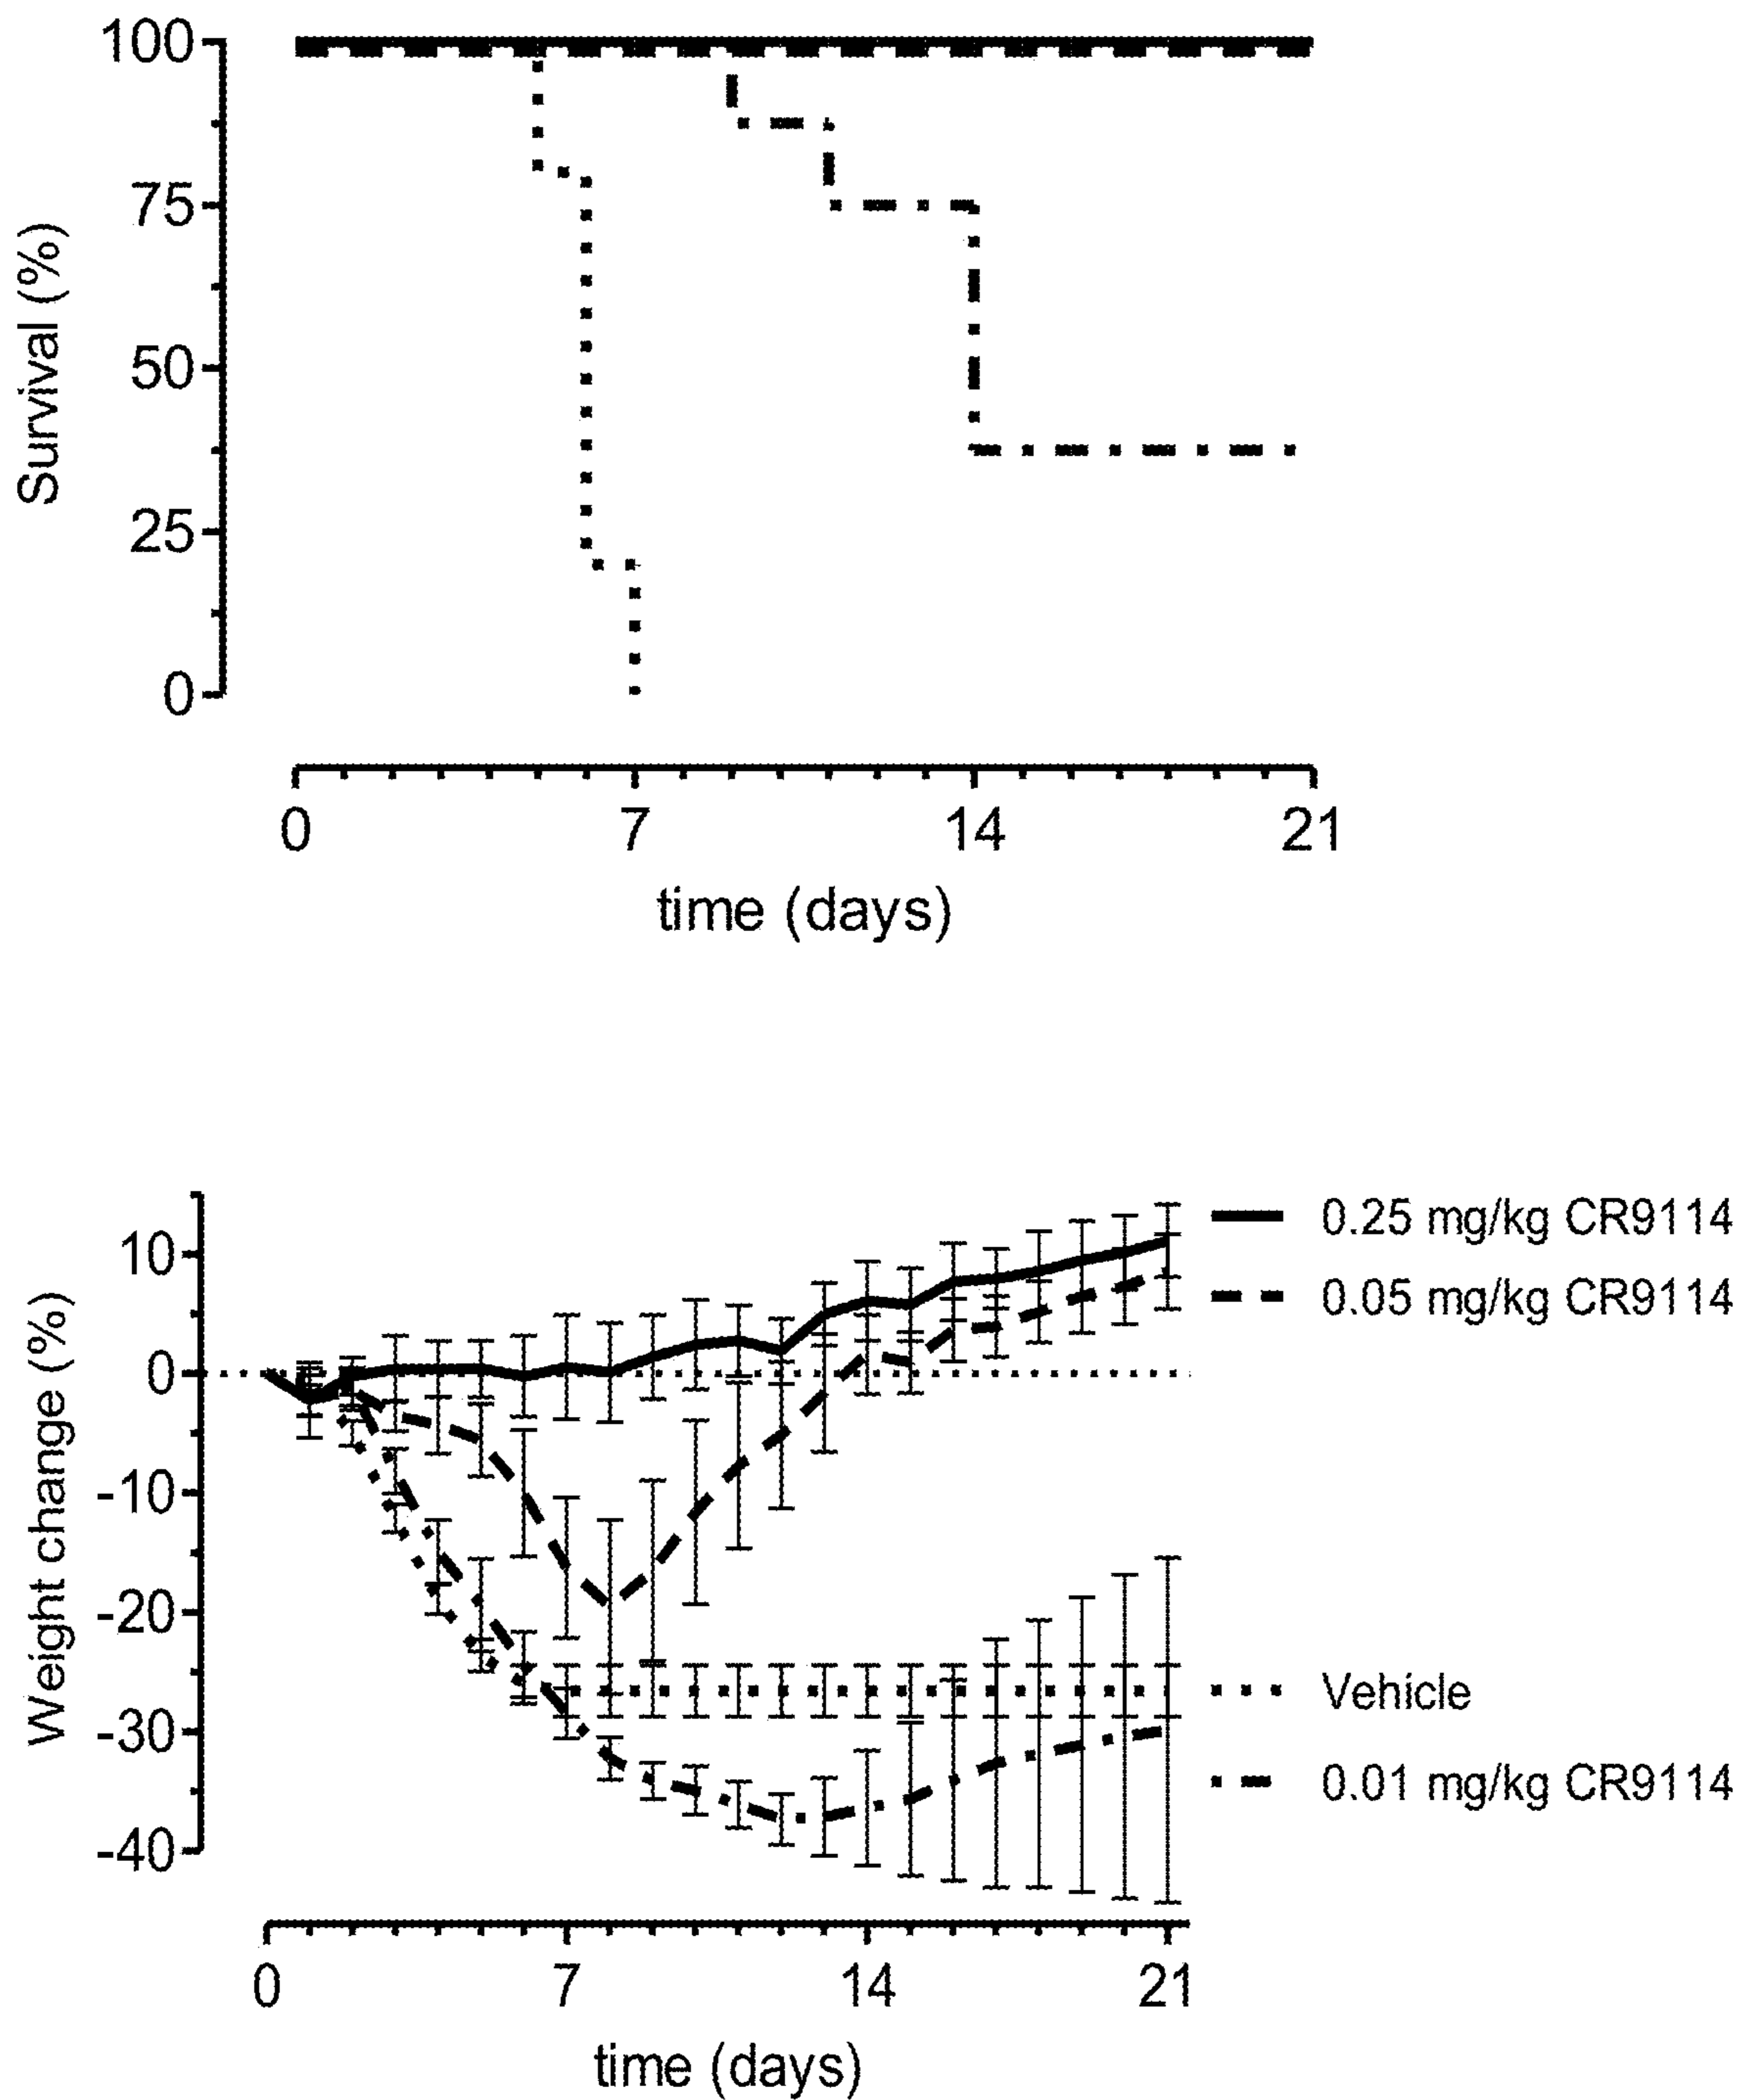 100
75
50
25
0
Survival (%)
0 7 14 21
time (days)
10
0
-10
-20
-30
-40
Weight change (%)
0.25 mg/kg CR9114
0.05 mg/kg CR9114
Vehicle
0.01 mg/kg CR9114
0 7 14 21
time (days)